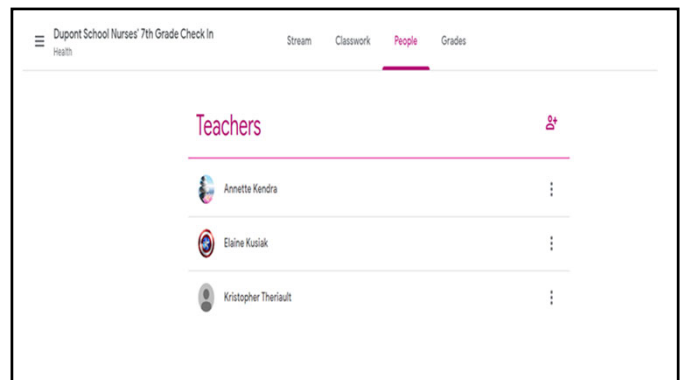 Dupont School Nurses' 7th Grade Check In
Health
Stream Classwork People Grades
Teachers
Annette Kendra
Elaine Kusiak
Kristopher Theriault